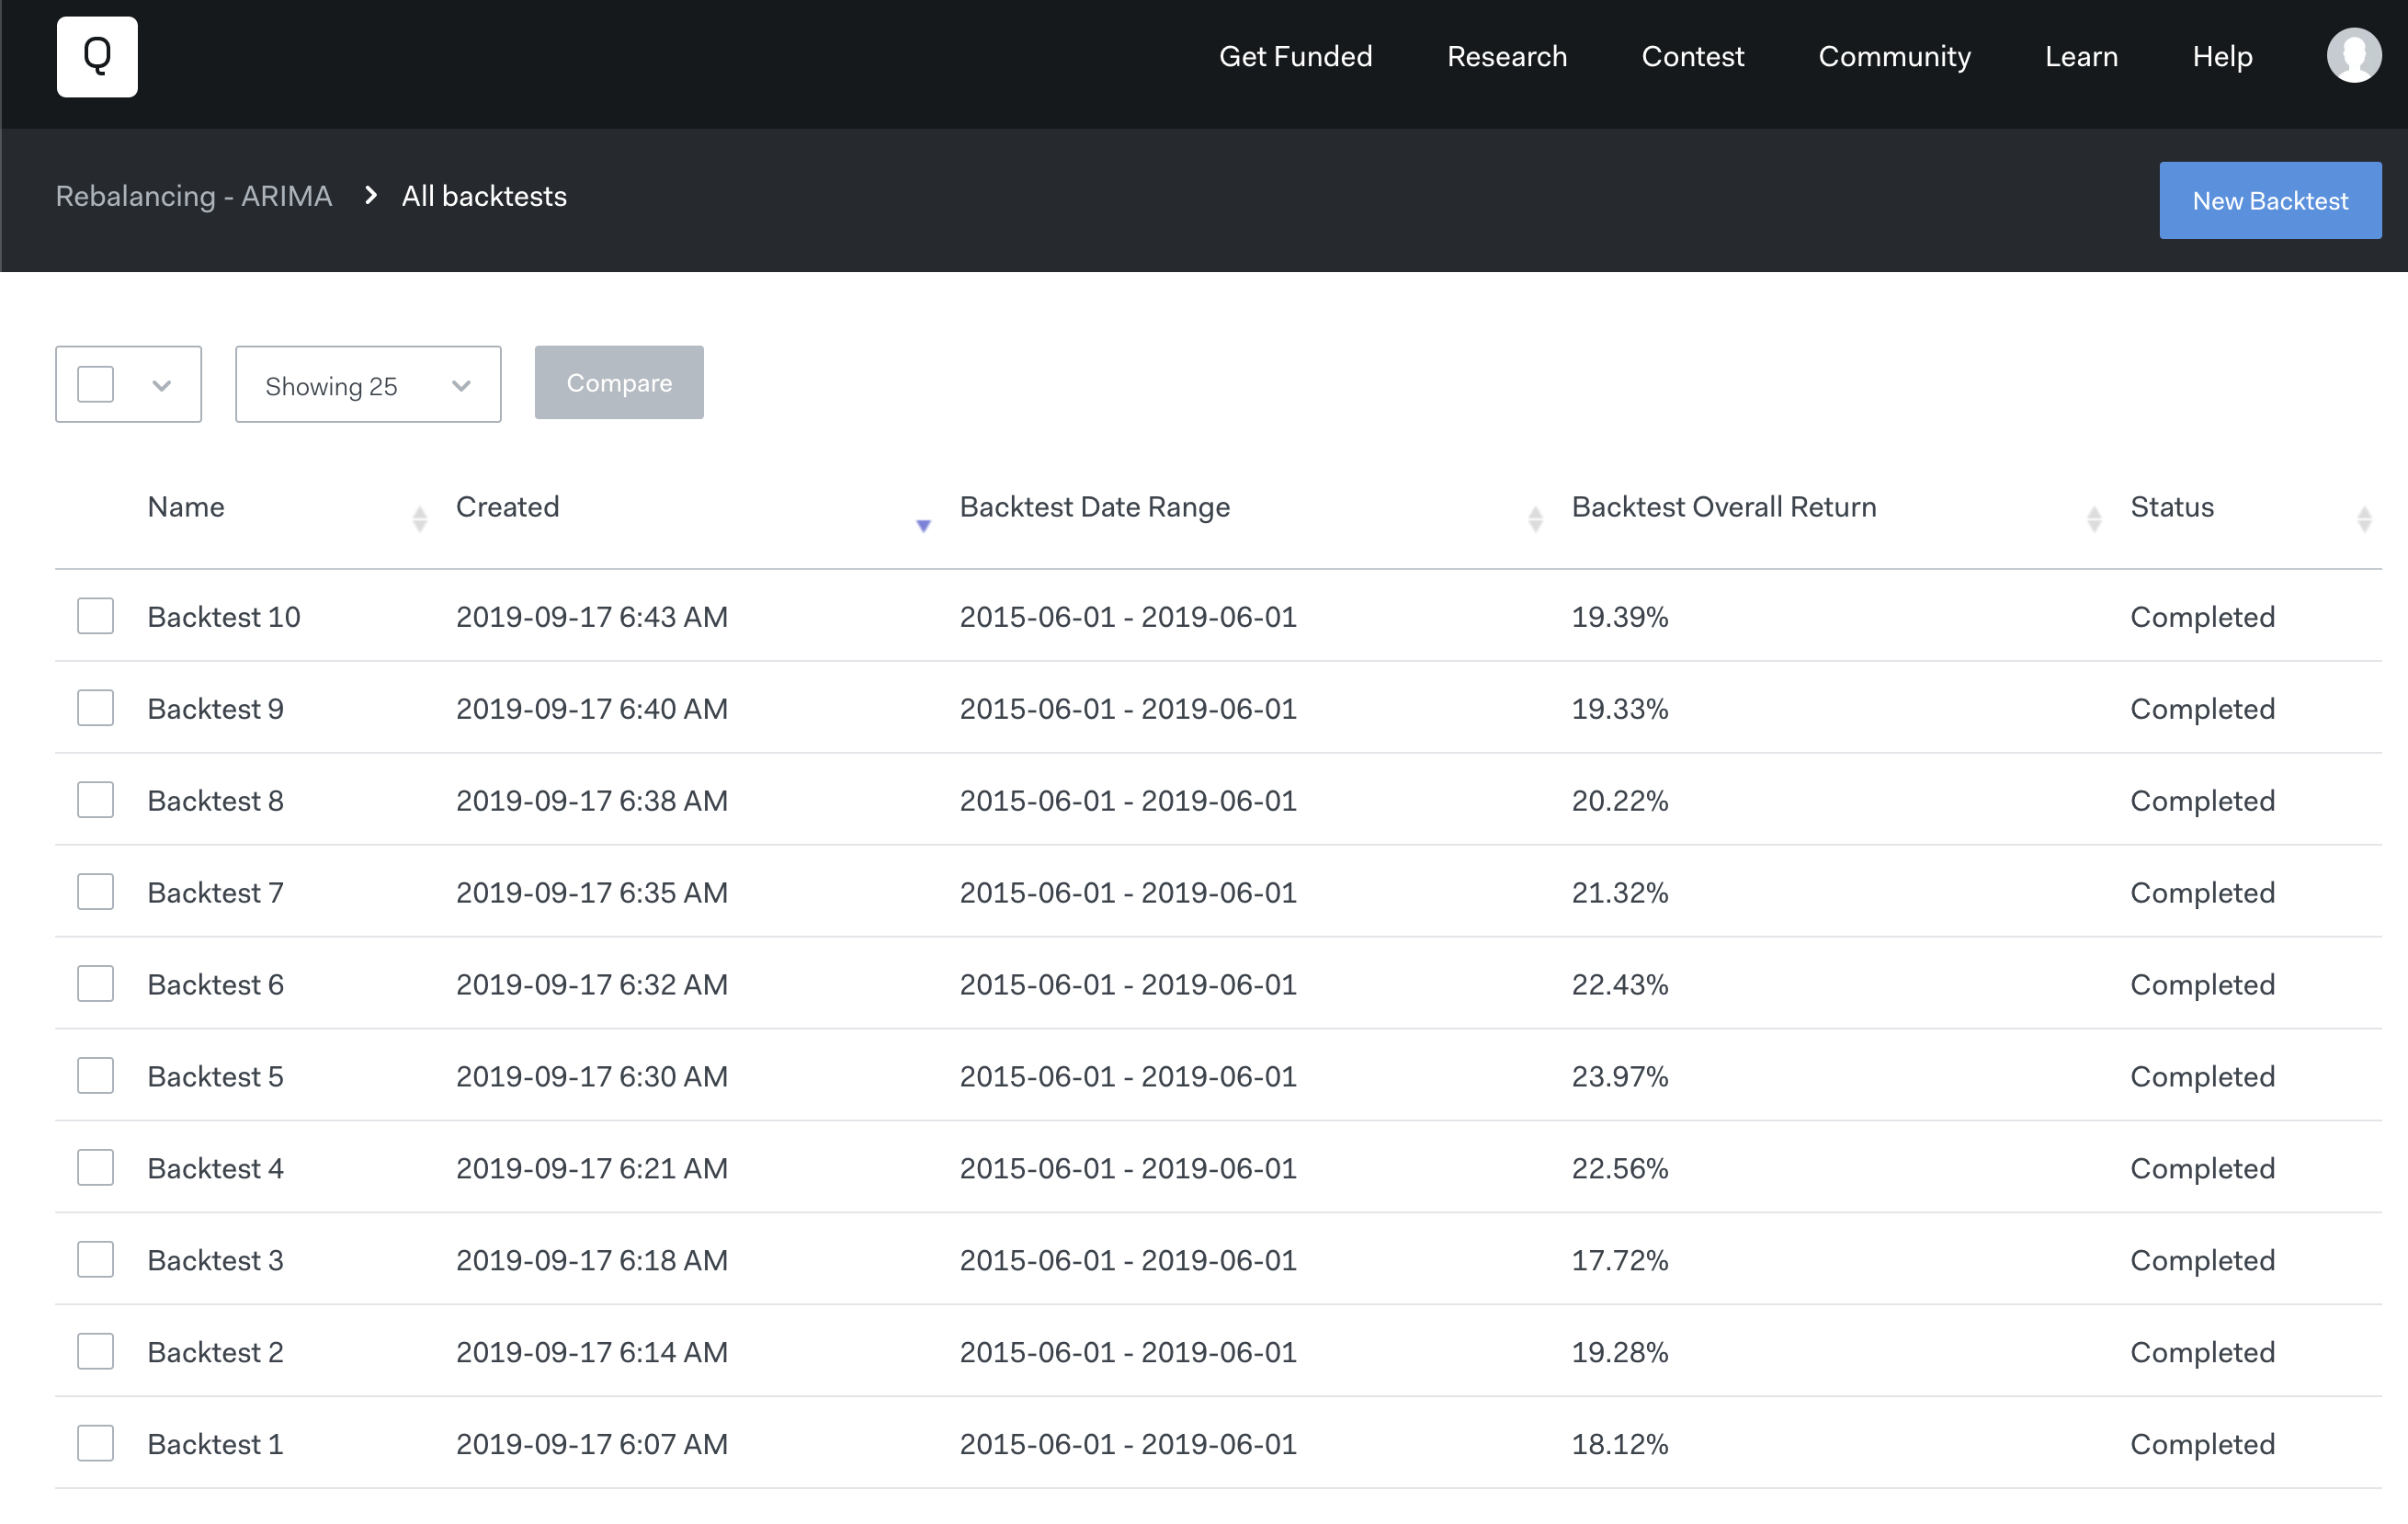 Q
Get Funded Research Contest Community Learn Help
Rebalancing - ARIMA All backtests New Backtest
Showing 25 Compare
Name Created Backtest Date Range Backtest Overall Return Status
Backtest 10 2019-09-17 6:43 AM 2015-06-01 - 2019-06-01 19.39% Completed
Backtest 9 2019-09-17 6:40 AM 2015-06-01 - 2019-06-01 19.33% Completed
Backtest 8 2019-09-17 6:38 AM 2015-06-01 - 2019-06-01 20.22% Completed
Backtest 7 2019-09-17 6:35 AM 2015-06-01 - 2019-06-01 21.32% Completed
Backtest 6 2019-09-17 6:32 AM 2015-06-01 - 2019-06-01 22.43% Completed
Backtest 5 2019-09-17 6:30 AM 2015-06-01 - 2019-06-01 23.97% Completed
Backtest 4 2019-09-17 6:21 AM 2015-06-01 - 2019-06-01 22.56% Completed
Backtest 3 2019-09-17 6:18 AM 2015-06-01 - 2019-06-01 17.72% Completed
Backtest 2 2019-09-17 6:14 AM 2015-06-01 - 2019-06-01 19.28% Completed
Backtest 1 2019-09-17 6:07 AM 2015-06-01 - 2019-06-01 18.12% Completed